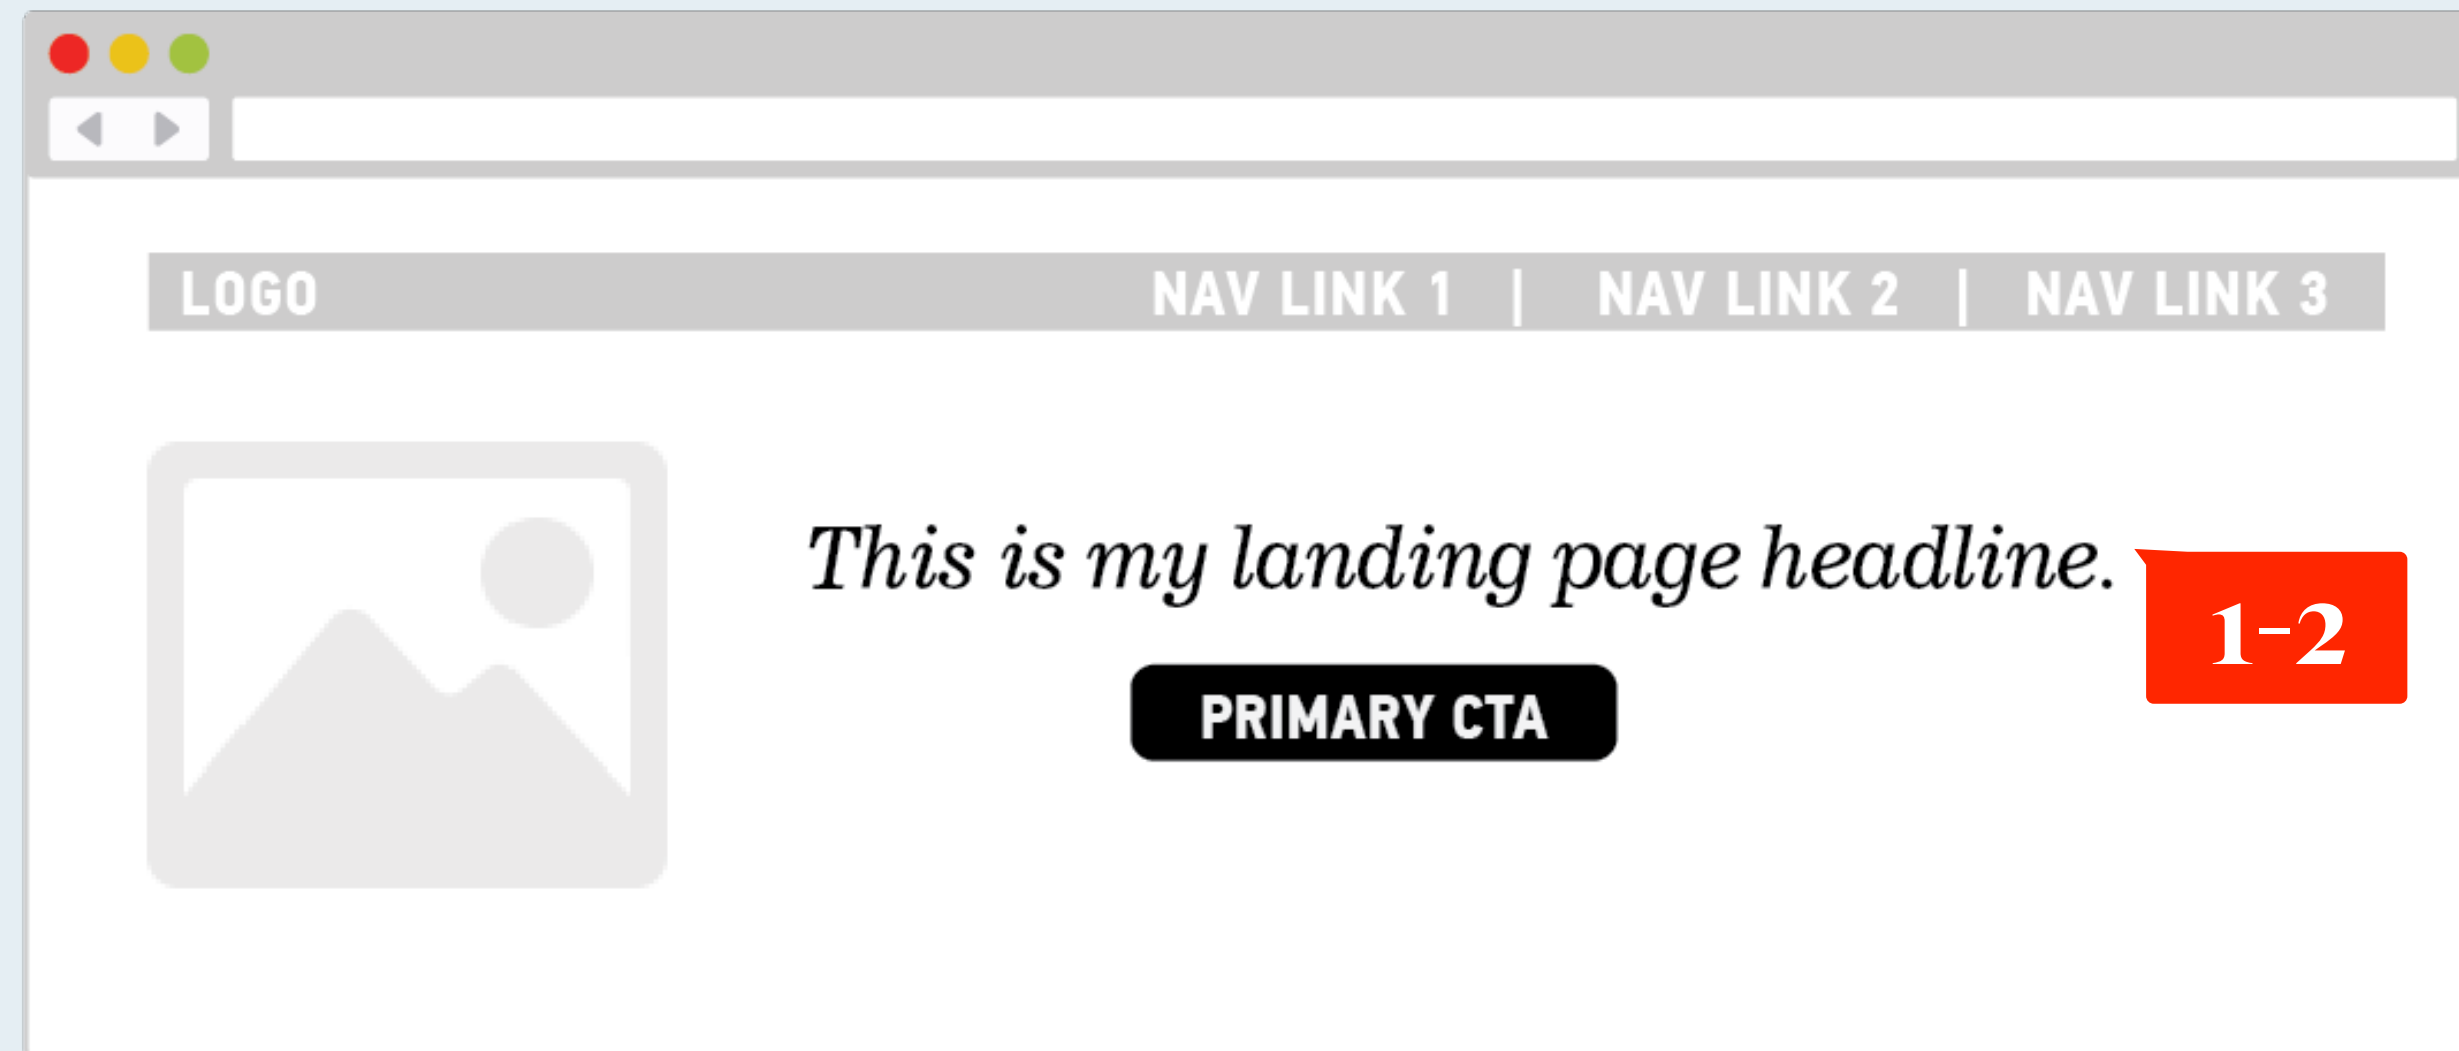 LOGO NAV LINK 1 | NAV LINK 2 | NAV LINK 3
This is my landing page headline.
1-2
PRIMARY CTA